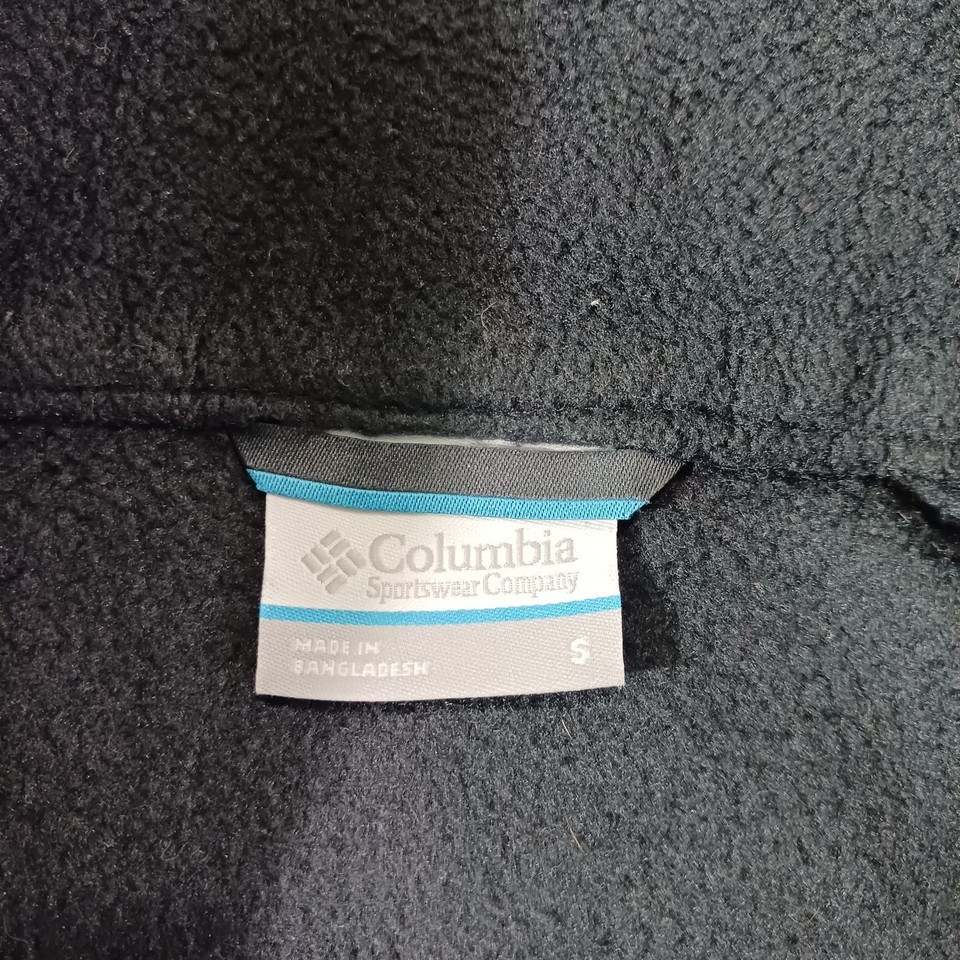 Columbia
Sportswear Company
MADE IN
BANGLADESH
S